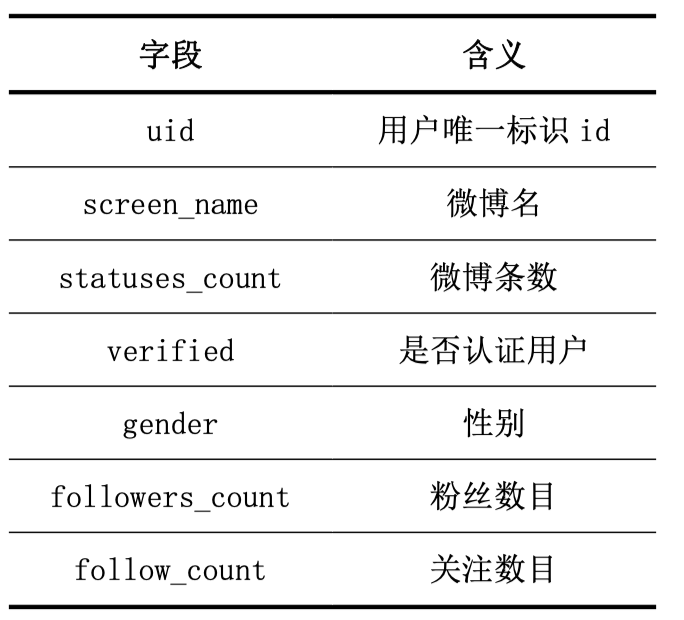 字段 含义
uid 用户唯一标识 id
screen_name 微博名
statuses_count 微博条数
verified 是否认证用户
gender 性别
followers_count 粉丝数目
follow_count 关注数目